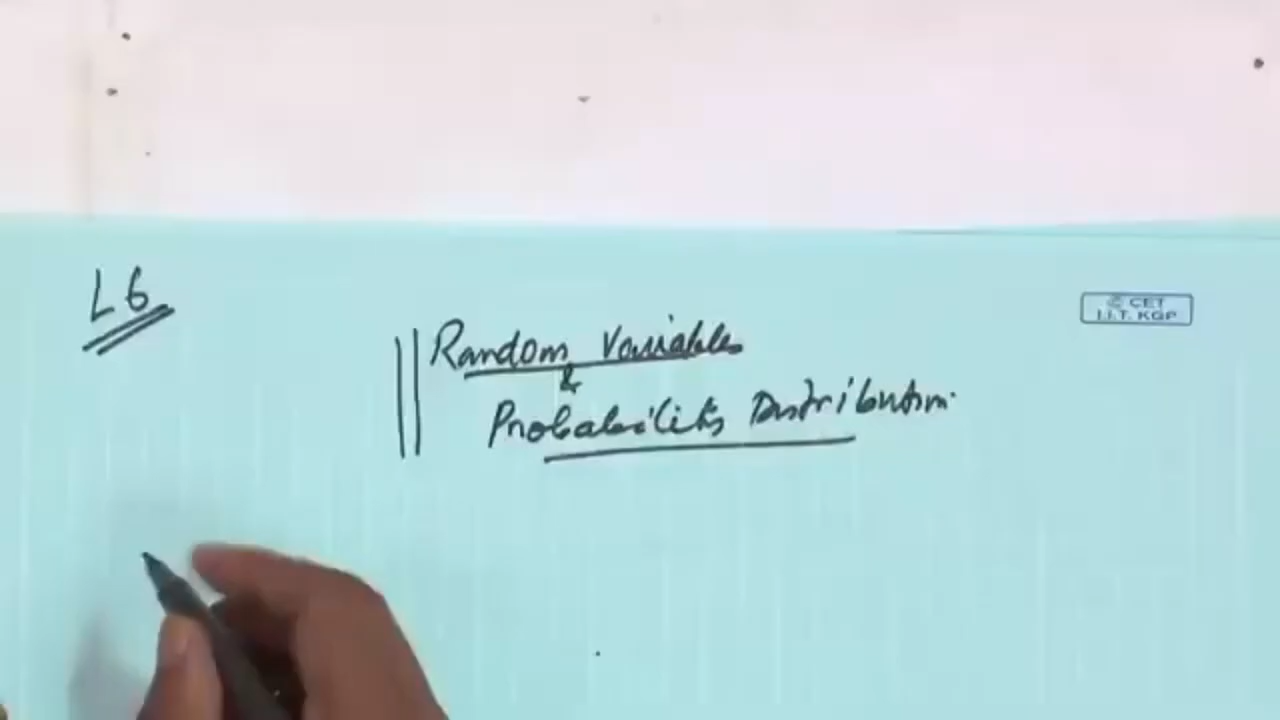 L6
Random Variables
&
Probability Distribution.
© CET
I.I.T. KGP